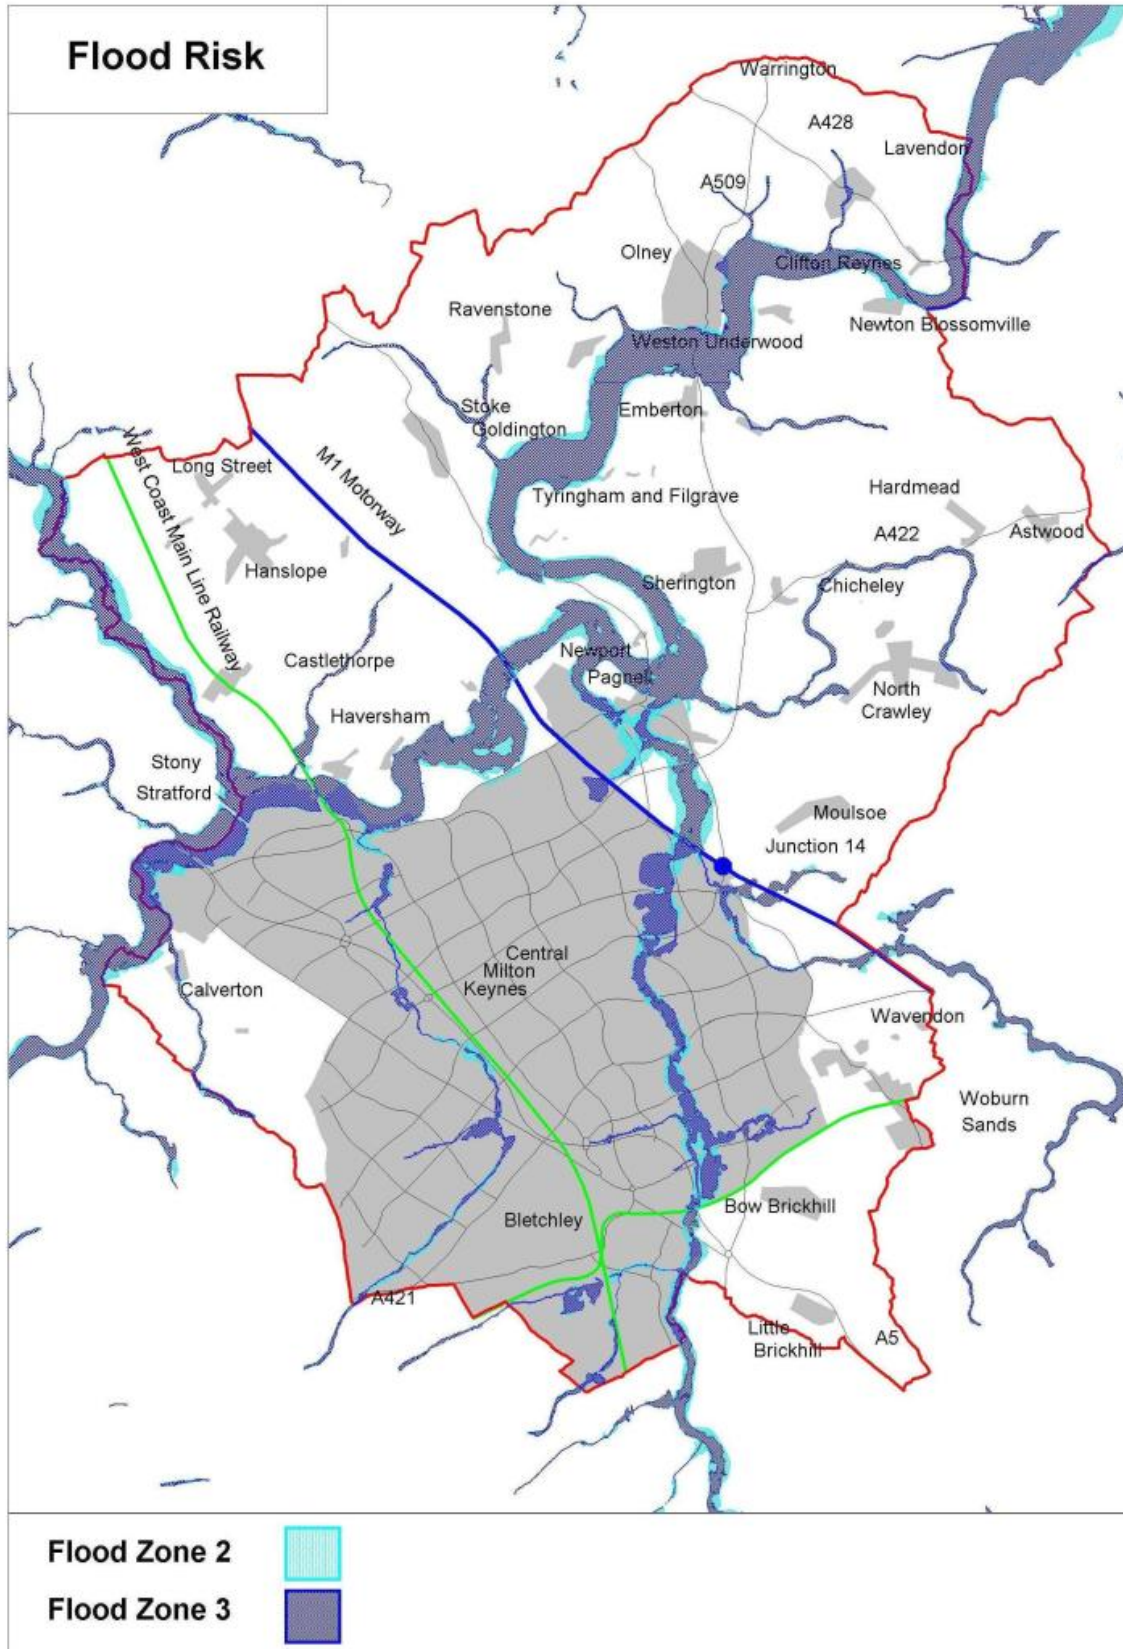 Flood Risk
Warrington
A428
Lavendon
A509
Olney
Clifton Reynes
Ravenstone
Newton Blossomville
Weston Underwood
Stoke
Goldington
Emberton
West Coast Main Line Railway
Long Street
M1 Motorway
Tyringham and Filgrave
Hardmead
A422
Astwood
Hanslope
Sherington
Chicheley
Castlethorpe
Newport
Pagnell
North
Crawley
Haversham
Stony
Stratford
Moulsoe
Junction 14
Central
Milton
Keynes
Calverton
Wavendon
Woburn
Sands
Bow Brickhill
Bletchley
A421
Little
Brickhill
A5
Flood Zone 2
Flood Zone 3